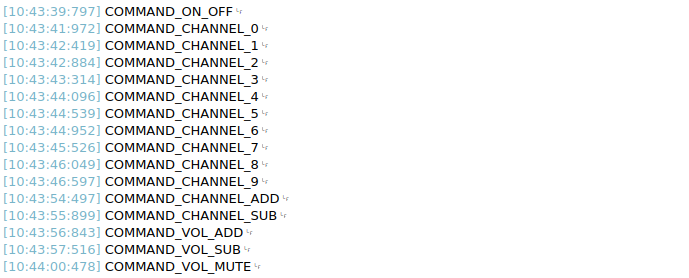 [10:43:39:797] COMMAND_ON_OFF␍␊
[10:43:41:972] COMMAND_CHANNEL_0␍␊
[10:43:42:419] COMMAND_CHANNEL_1␍␊
[10:43:42:884] COMMAND_CHANNEL_2␍␊
[10:43:43:314] COMMAND_CHANNEL_3␍␊
[10:43:44:096] COMMAND_CHANNEL_4␍␊
[10:43:44:539] COMMAND_CHANNEL_5␍␊
[10:43:44:952] COMMAND_CHANNEL_6␍␊
[10:43:45:526] COMMAND_CHANNEL_7␍␊
[10:43:46:049] COMMAND_CHANNEL_8␍␊
[10:43:46:597] COMMAND_CHANNEL_9␍␊
[10:43:54:497] COMMAND_CHANNEL_ADD␍␊
[10:43:55:899] COMMAND_CHANNEL_SUB␍␊
[10:43:56:843] COMMAND_VOL_ADD␍␊
[10:43:57:516] COMMAND_VOL_SUB␍␊
[10:44:00:478] COMMAND_VOL_MUTE␍␊